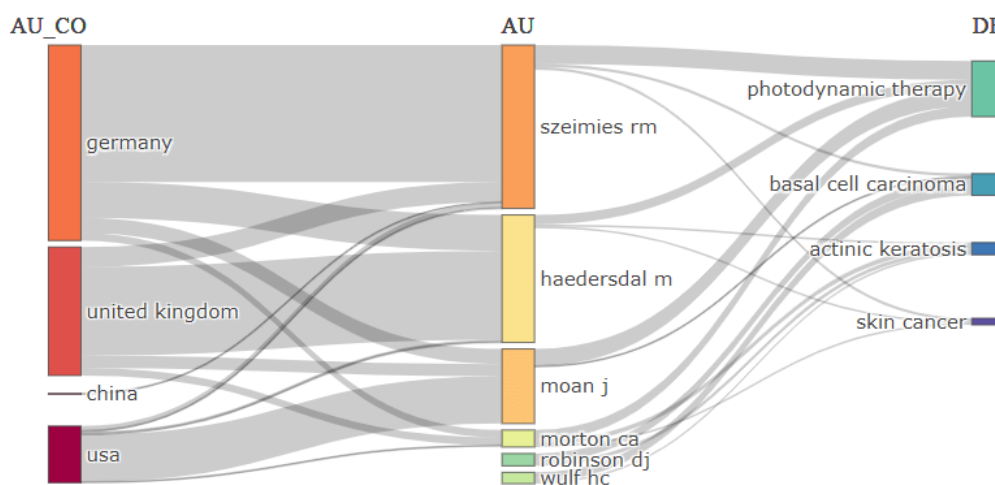 AU_CO AU DE
germany
united kingdom
china
usa
szeimies rm
haedersdal m
moan j
morton ca
robinson dj
wulf hc
photodynamic therapy
basal cell carcinoma
actinic keratosis
skin cancer